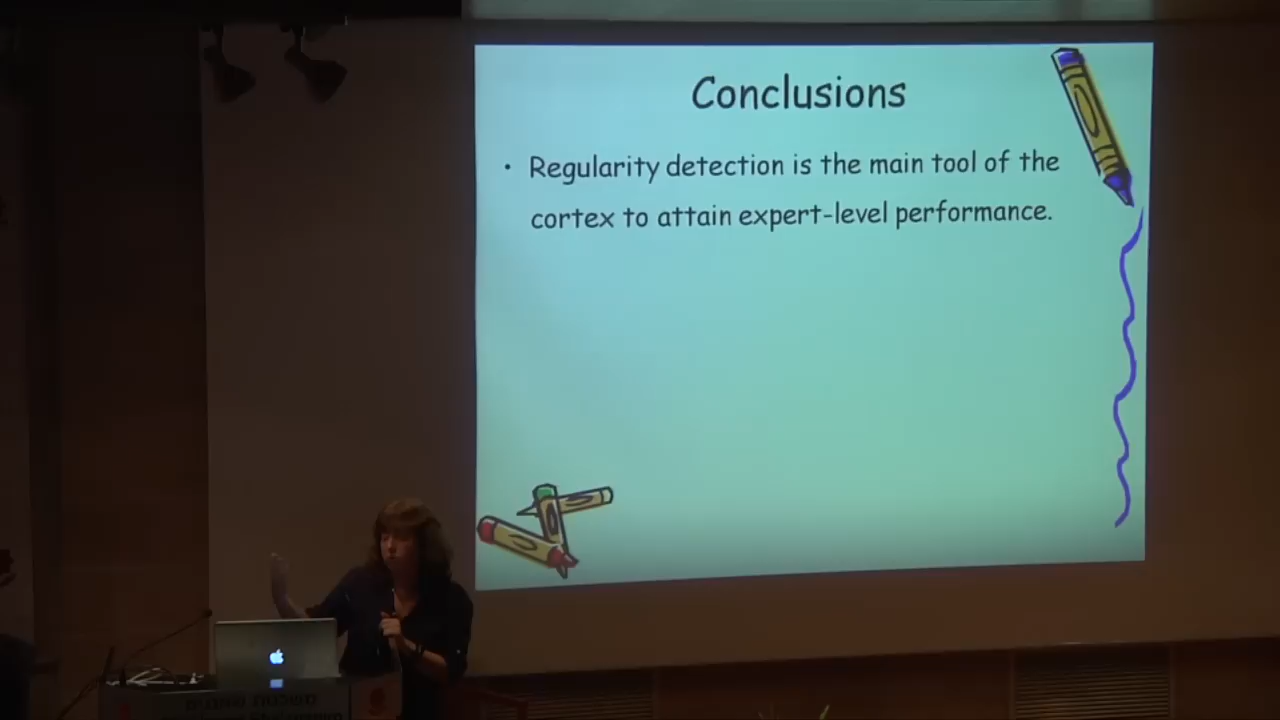 Conclusions
• Regularity detection is the main tool of the
cortex to attain expert-level performance.